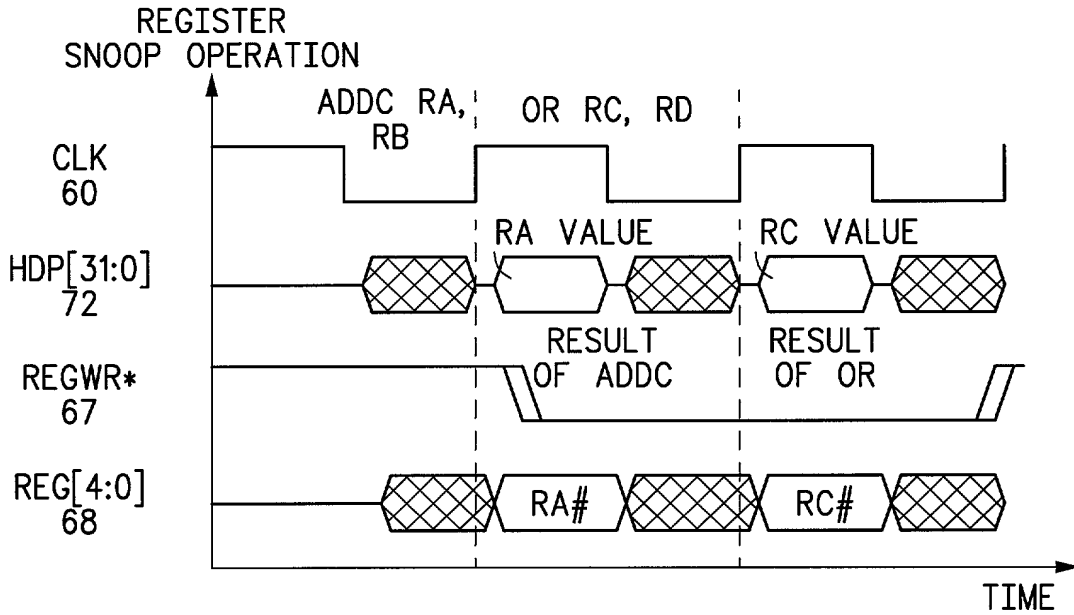 REGISTER
SNOOP OPERATION
ADDC RA,
RB
OR RC, RD
CLK
60
RA VALUE
RC VALUE
HDP[31:0]
72
RESULT
OF ADDC
RESULT
OF OR
REGWR*
67
REG[4:0]
68
RA#
RC#
TIME